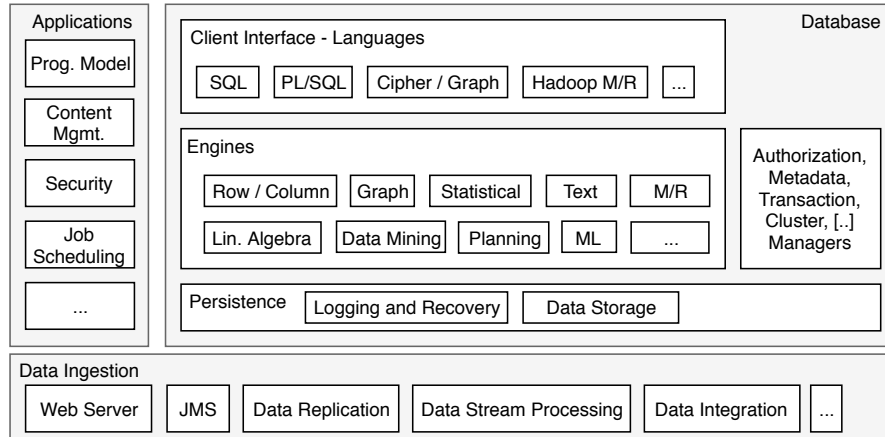 Applications
Prog. Model
Content
Mgmt.
Security
Job
Scheduling
...
Database
Client Interface - Languages
SQL
PL/SQL
Cipher / Graph
Hadoop M/R
...
Engines
Row / Column
Graph
Statistical
Text
M/R
Lin. Algebra
Data Mining
Planning
ML
...
Authorization,
Metadata,
Transaction,
Cluster, [..]
Managers
Persistence
Logging and Recovery
Data Storage
Data Ingestion
Web Server
JMS
Data Replication
Data Stream Processing
Data Integration
...